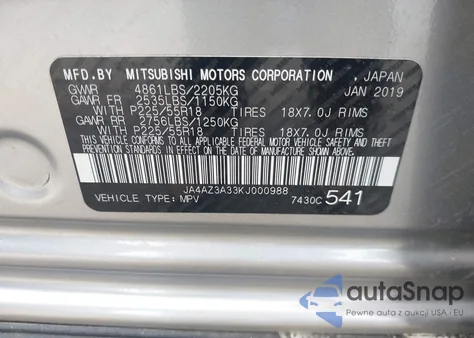 MFD.BY MITSUBISHI MOTORS CORPORATION , JAPAN
GVWR 4861LBS/2205KG JAN 2019
GAWR FR 2535LBS/1150KG
WITH P225/55R18 TIRES 18X7.0J RIMS
GAWR RR 2756LBS/1250KG
WITH P225/55R18 TIRES 18X7.0J RIMS
THIS VEHICLE CONFORMS TO ALL APPLICABLE
FEDERAL MOTOR VEHICLE SAFETY AND THEFT
PREVENTION STANDARDS IN EFFECT ON THE DATE
OF MANUFACTURE SHOWN ABOVE.
JA4AZ3A33KJ000988
VEHICLE TYPE: MPV 7430C 541
autoSnap
Pewne auta z aukcji USA i EU